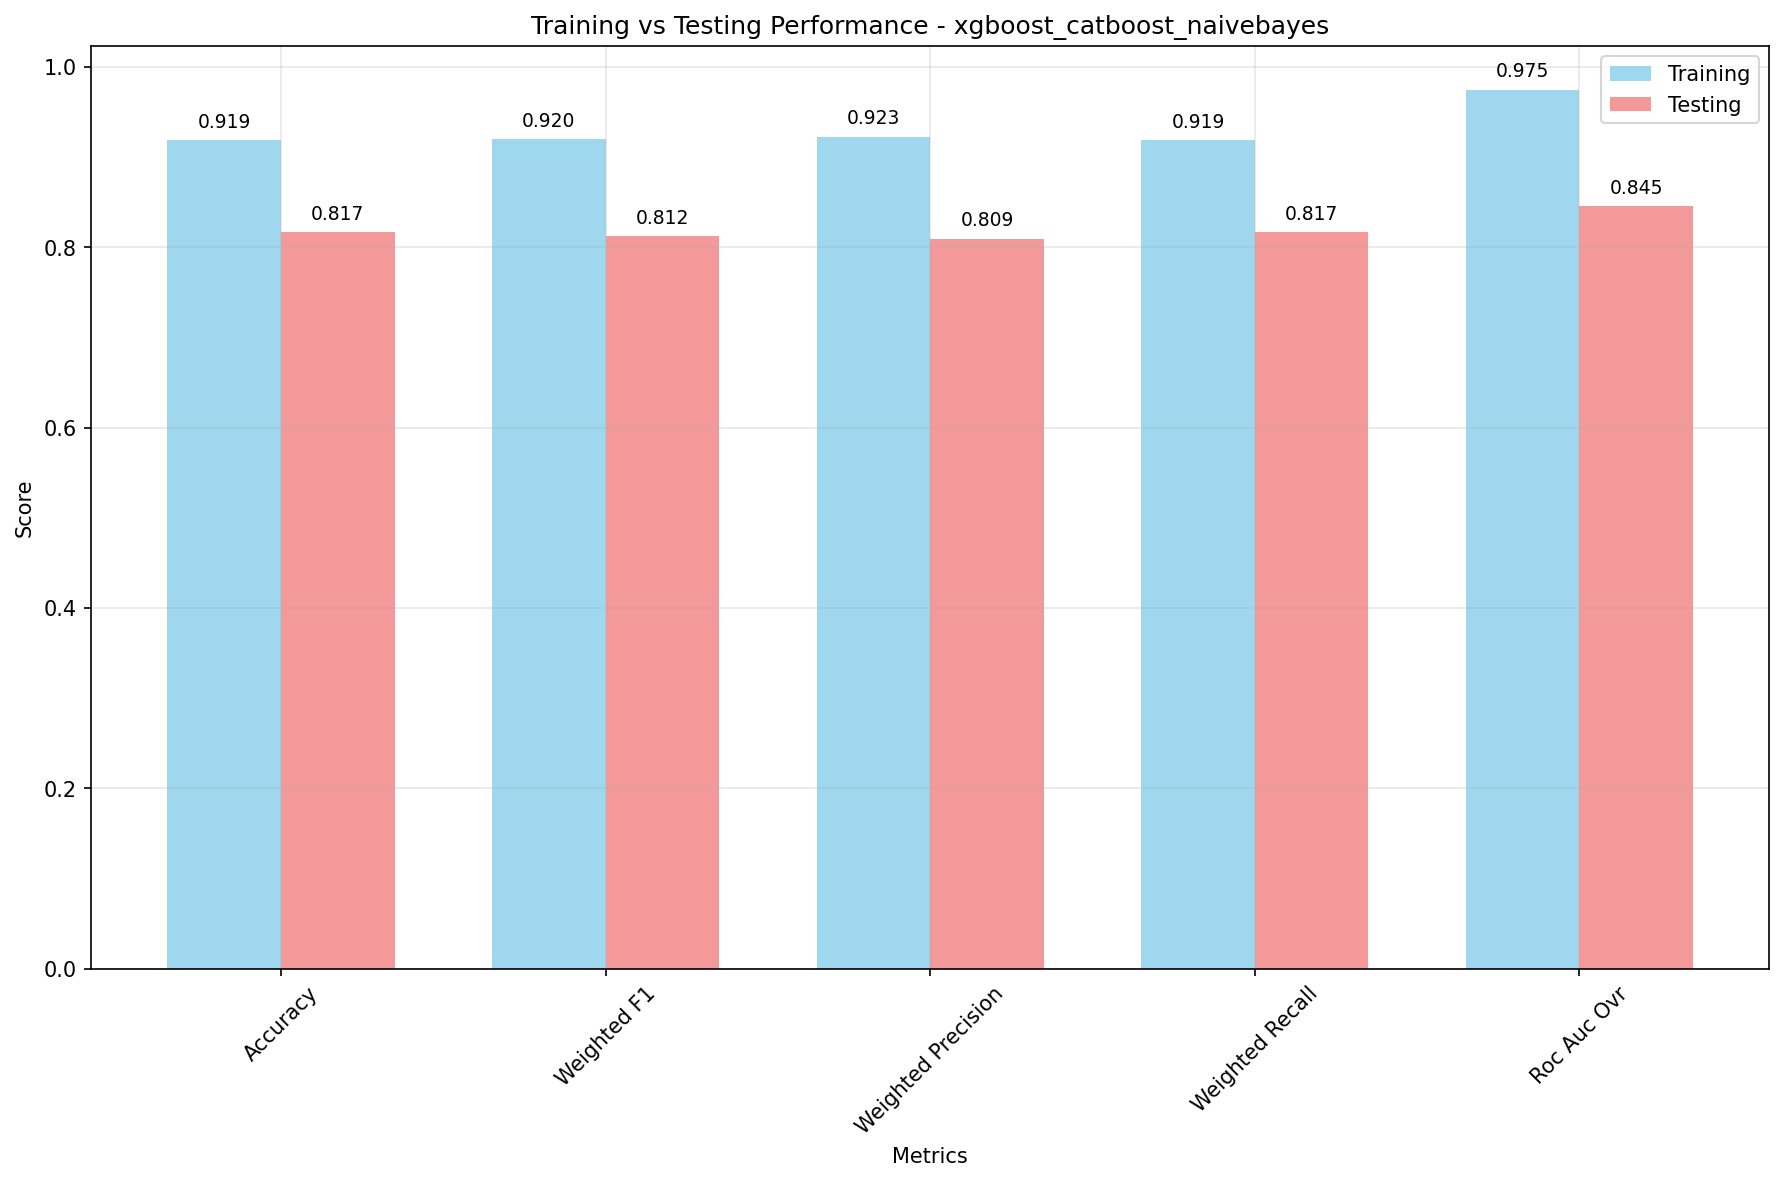 Training vs Testing Performance - xgboost_catboost_naivebayes
Training
Testing
1.0
0.8
0.6
0.4
0.2
0.0
Score
0.919
0.817
0.920
0.812
0.923
0.809
0.919
0.817
0.975
0.845
Accuracy
Weighted F1
Weighted Precision
Weighted Recall
Roc Auc Ovr
Metrics